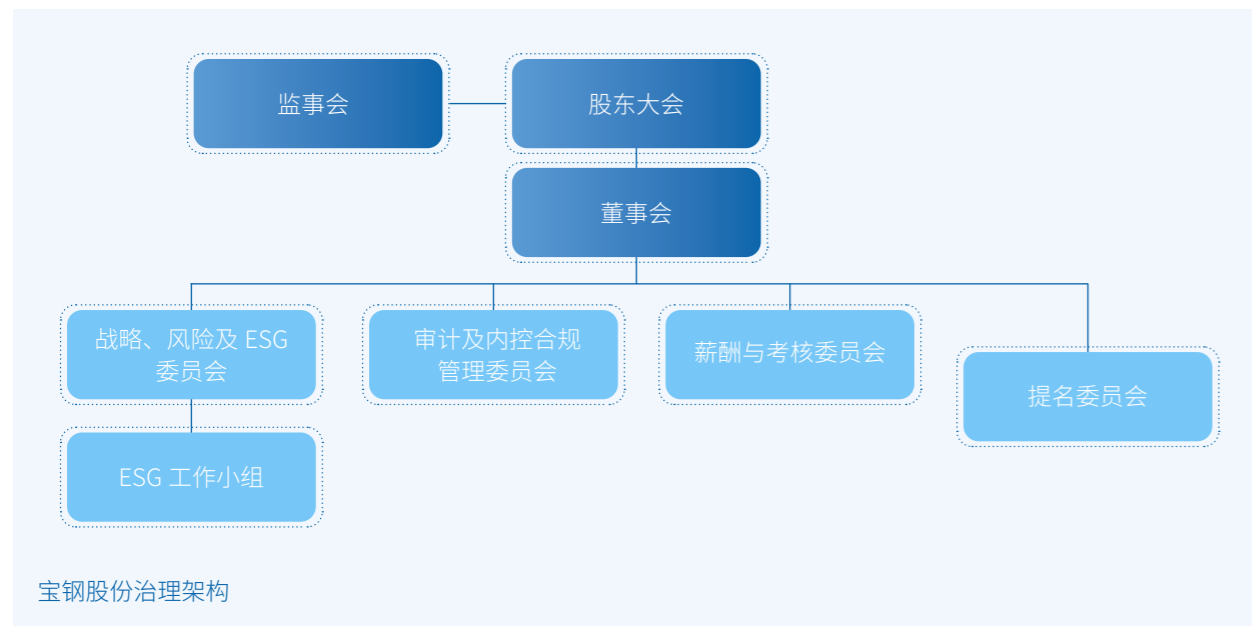 监事会
股东大会
董事会
战略、风险及 ESG
委员会
审计及内控合规
管理委员会
薪酬与考核委员会
提名委员会
ESG 工作小组
宝钢股份治理架构